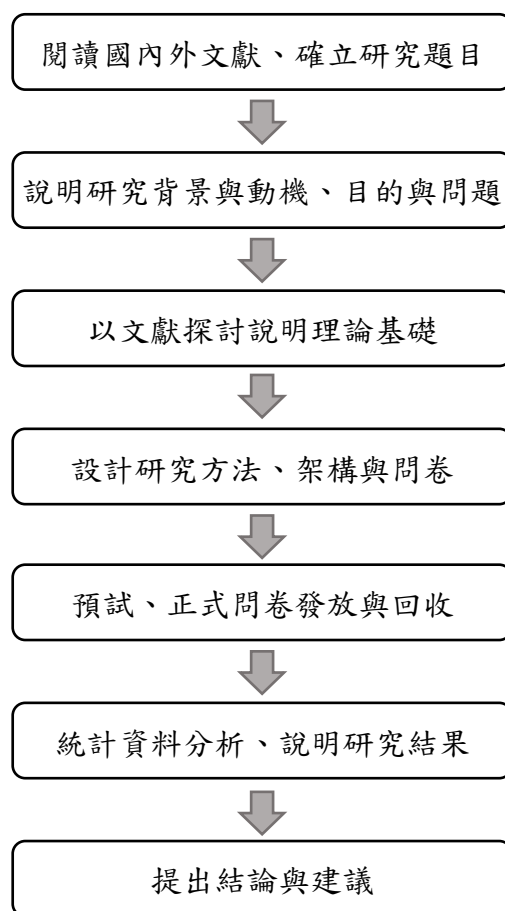 閱讀國內外文獻、確立研究題目
說明研究背景與動機、目的與問題
以文獻探討說明理論基礎
設計研究方法、架構與問卷
預試、正式問卷發放與回收
統計資料分析、說明研究結果
提出結論與建議